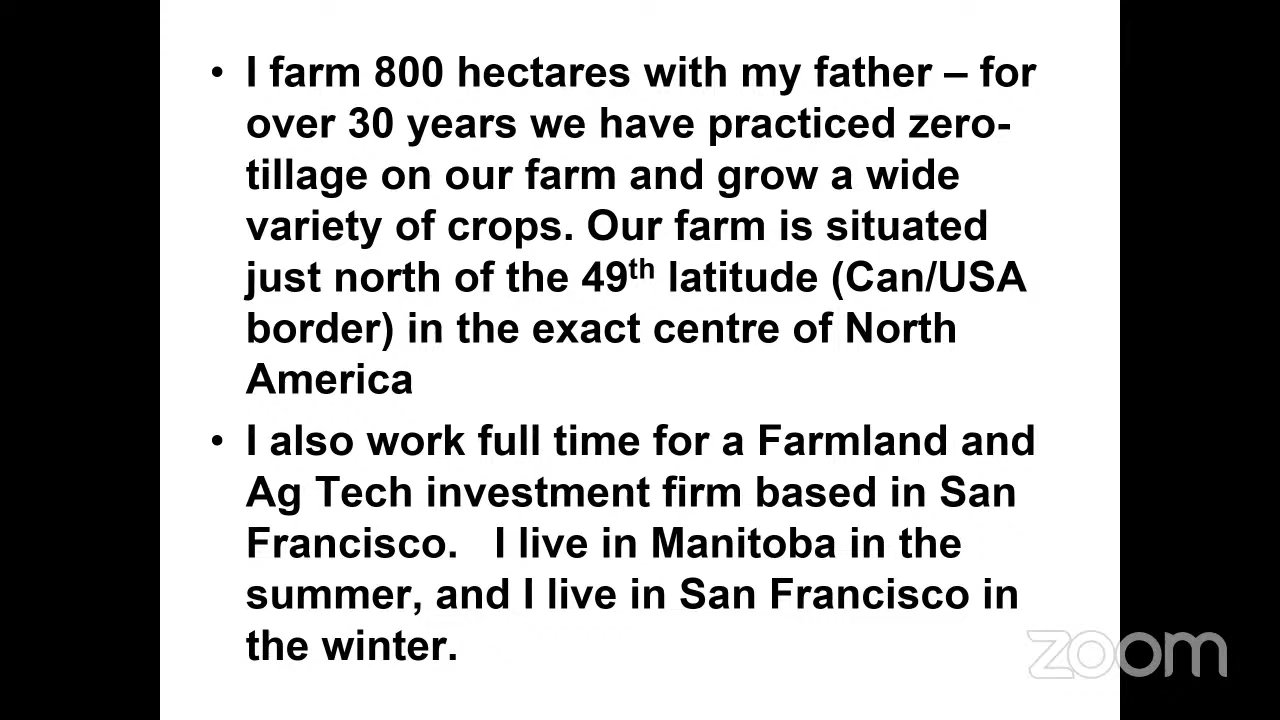 • I farm 800 hectares with my father – for
over 30 years we have practiced zero-
tillage on our farm and grow a wide
variety of crops. Our farm is situated
just north of the 49th latitude (Can/USA
border) in the exact centre of North
America
• I also work full time for a Farmland and
Ag Tech investment firm based in San
Francisco.   I live in Manitoba in the
summer, and I live in San Francisco in
the winter.
zoom